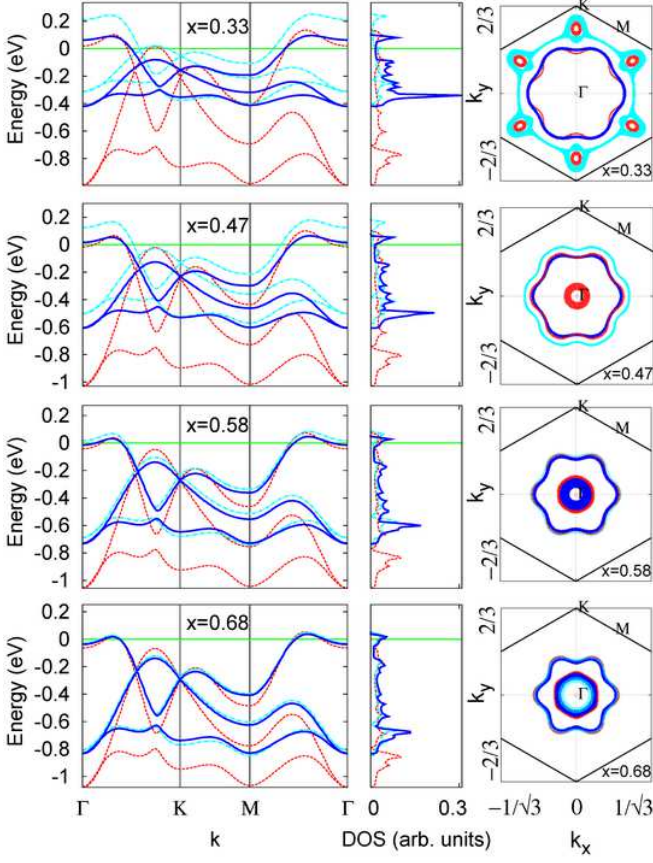 0.2
0
-0.2
-0.4
-0.6
-0.8
Energy (eV)
x=0.33
2/3
k_y
−2/3
K
M
Γ
x=0.33
0.2
0
-0.2
-0.4
-0.6
-0.8
-1
Energy (eV)
x=0.47
2/3
k_y
−2/3
K
M
Γ
x=0.47
0.2
0
-0.2
-0.4
-0.6
-0.8
-1
Energy (eV)
x=0.58
2/3
k_y
−2/3
K
M
x=0.58
0.2
0
-0.2
-0.4
-0.6
-0.8
-1
Energy (eV)
x=0.68
2/3
k_y
−2/3
K
M
Γ
x=0.68
Γ K M Γ
0 0.3
−1/√3 0 1/√3
k DOS (arb. units) k_x